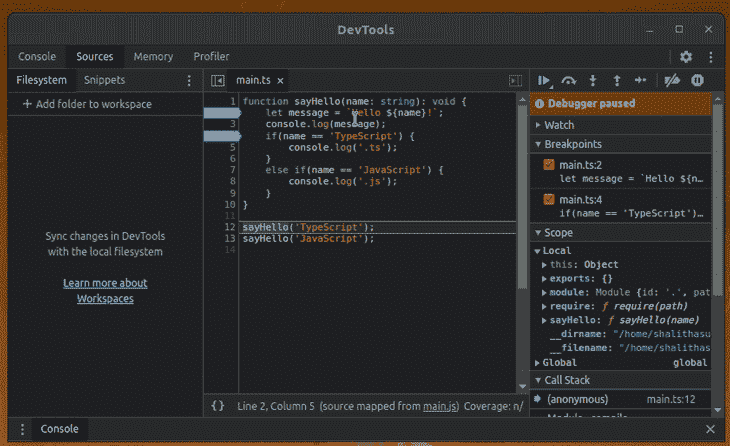 DevTools
Console Sources Memory Profiler
Filesystem Snippets
+ Add folder to workspace
Sync changes in DevTools
with the local filesystem
Learn more about
Workspaces
main.ts ×
1 function sayHello(name: string): void {
let message = `Hello ${name}!`;
3 console.log(message);
if(name == 'TypeScript') {
5 console.log('.ts');
6 }
7 else if(name == 'JavaScript') {
8 console.log('.js');
9 }
10 }
11
12 sayHello('TypeScript');
13 sayHello('JavaScript');
14
{} Line 2, Column 5 (source mapped from main.js) Coverage: n/
Debugger paused
Watch
Breakpoints
main.ts:2
let message = `Hello ${n…
main.ts:4
if(name == 'TypeScript')…
Scope
Local
this: Object
exports: {}
module: Module {id: '.', pat
require: ƒ require(path)
sayHello: ƒ sayHello(name)
__dirname: "/home/shalithasu
__filename: "/home/shalithas
Global global
Call Stack
(anonymous) main.ts:12
Console